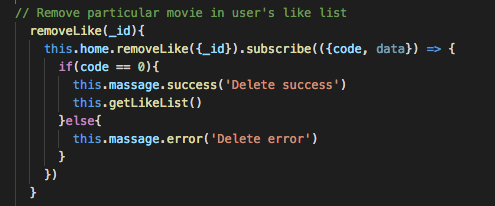 // Remove particular movie in user's like list
removeLike(_id){
this.home.removeLike({_id}).subscribe(({code, data}) => {
if(code == 0){
this.massage.success('Delete success')
this.getLikeList()
}else{
this.massage.error('Delete error')
}
})
}